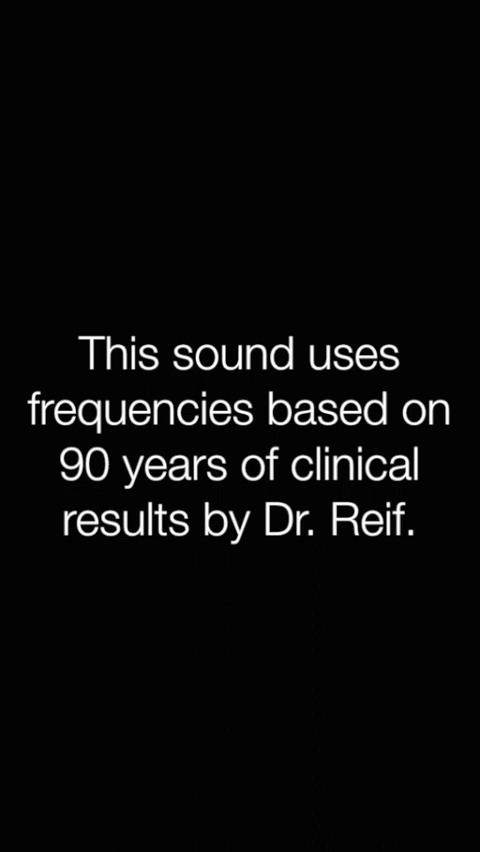 This sound uses
frequencies based on
90 years of clinical
results by Dr. Reif.